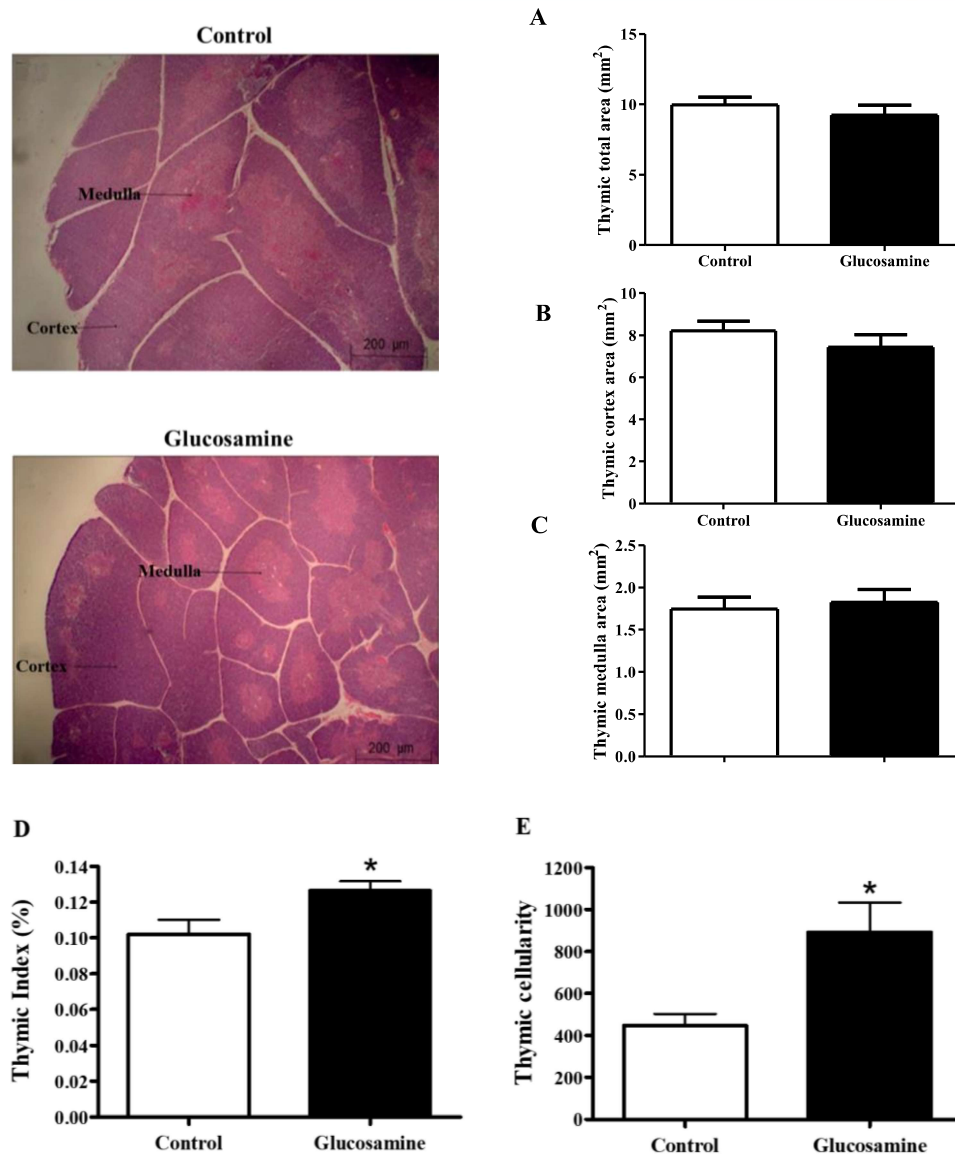 Control
Medulla
Cortex
200 µm
Glucosamine
Medulla
Cortex
200 µm
A
Thymic total area (mm²)
15
10
5
0
Control Glucosamine
B
Thymic cortex area (mm²)
10
8
6
4
2
0
Control Glucosamine
C
Thymic medulla area (mm²)
2.5
2.0
1.5
1.0
0.5
0.0
D
Thymic Index (%)
0.14
0.12
0.10
0.08
0.06
0.04
0.02
0.00
*
Control Glucosamine
E
Thymic cellularity
1200
1000
800
600
400
200
0
*
Control Glucosamine